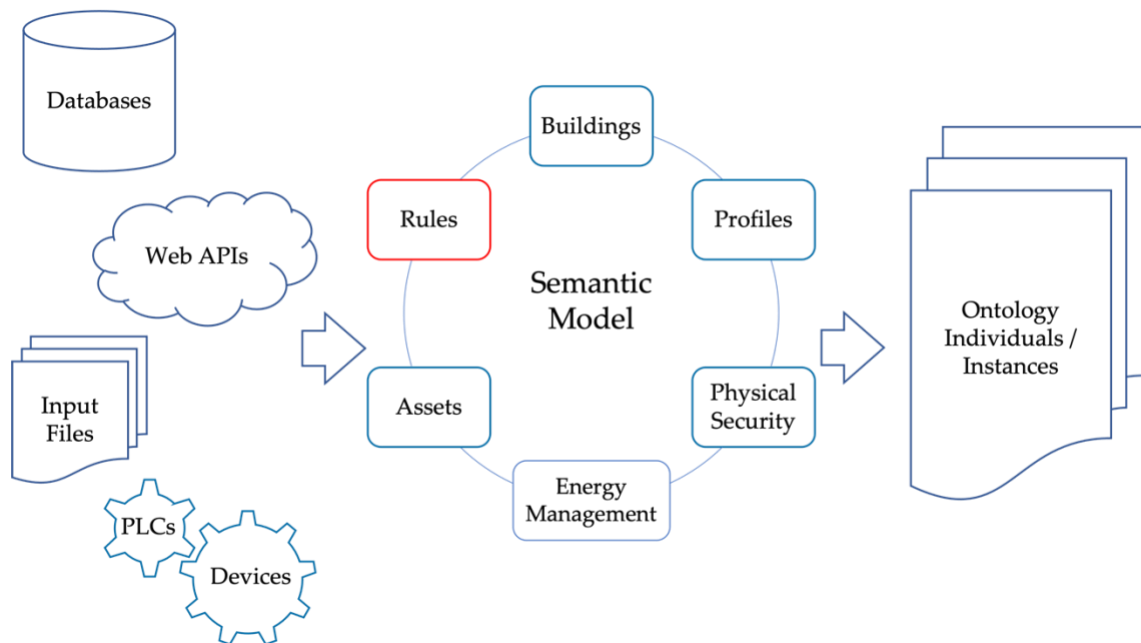 Databases
Web APIs
Input
Files
PLCs
Devices
Buildings
Rules
Profiles
Semantic
Model
Assets
Physical
Security
Energy
Management
Ontology
Individuals /
Instances